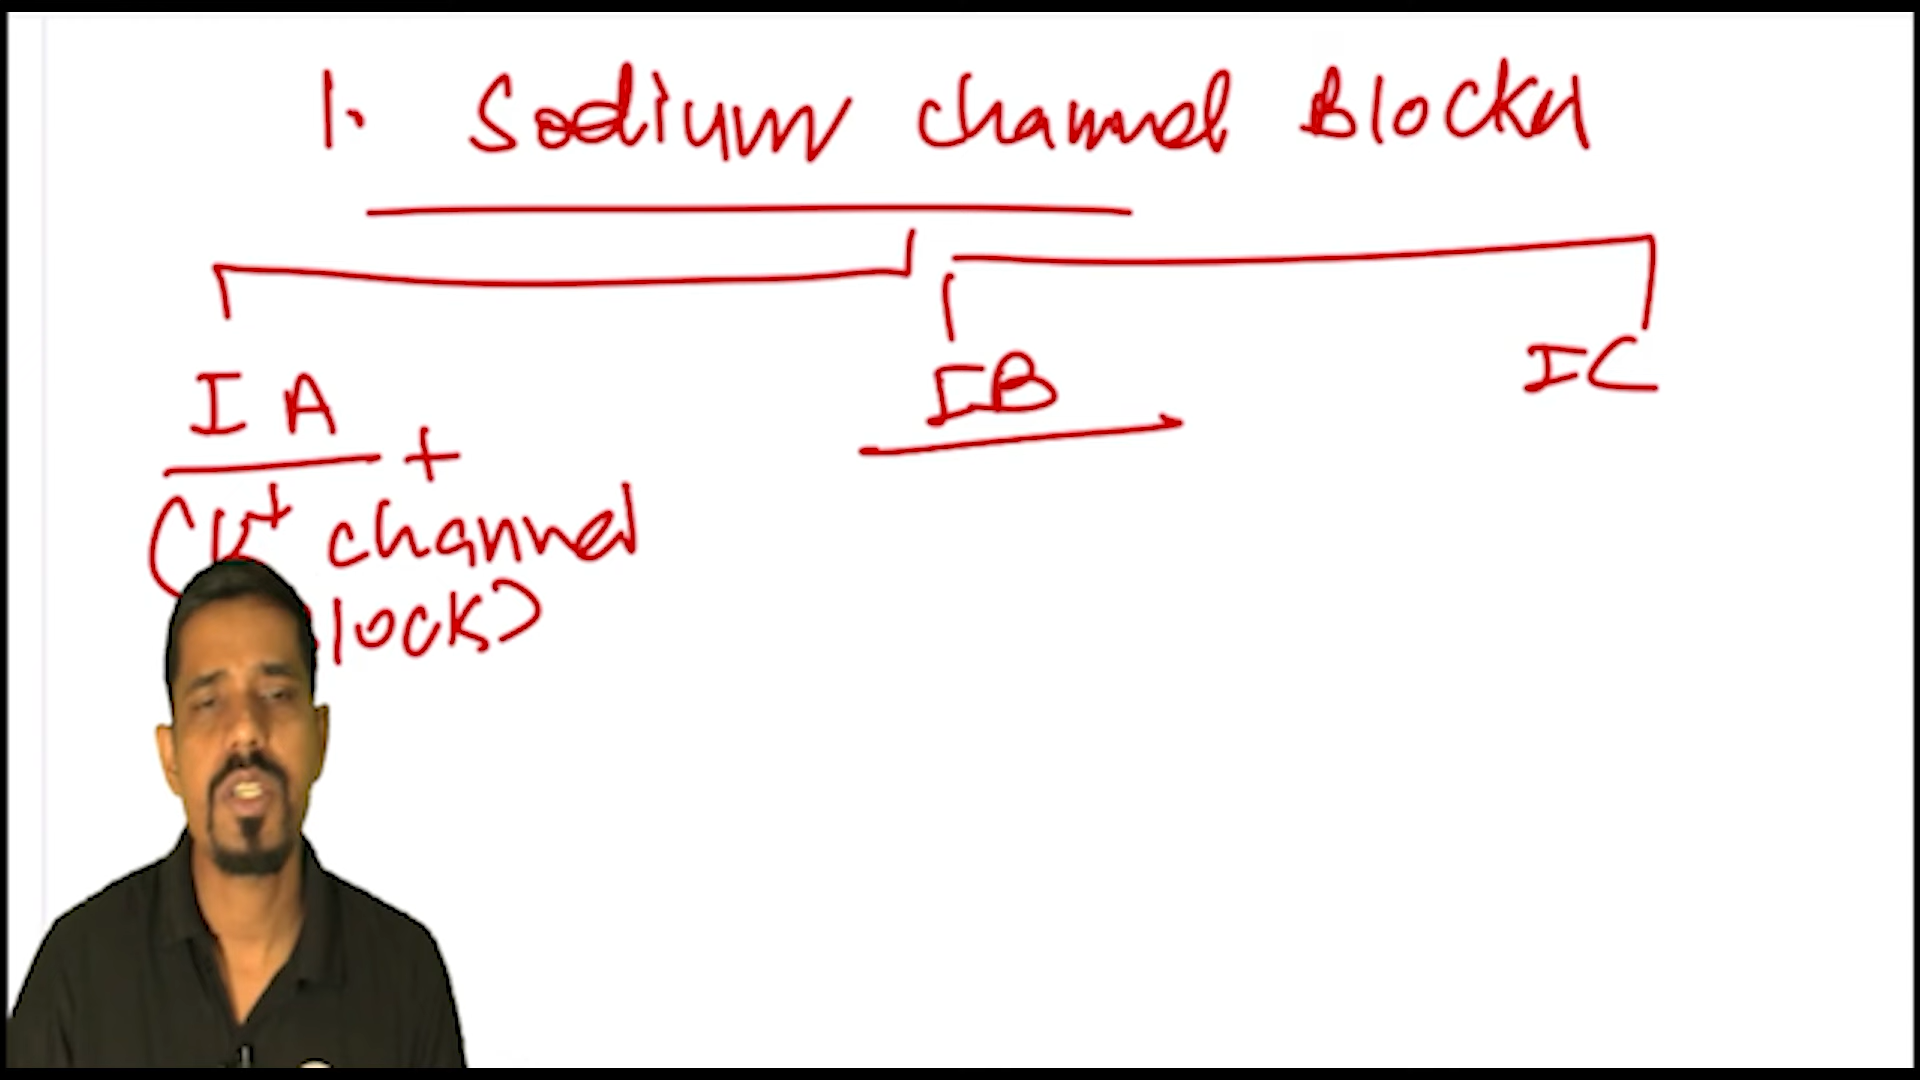 1. Sodium channel Blocker
IA IB IC
+
(K+ channel
block)